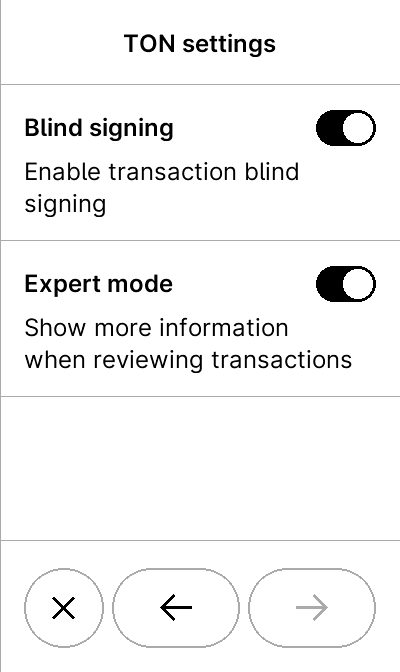 TON settings
Blind signing
Enable transaction blind
signing
Expert mode
Show more information
when reviewing transactions